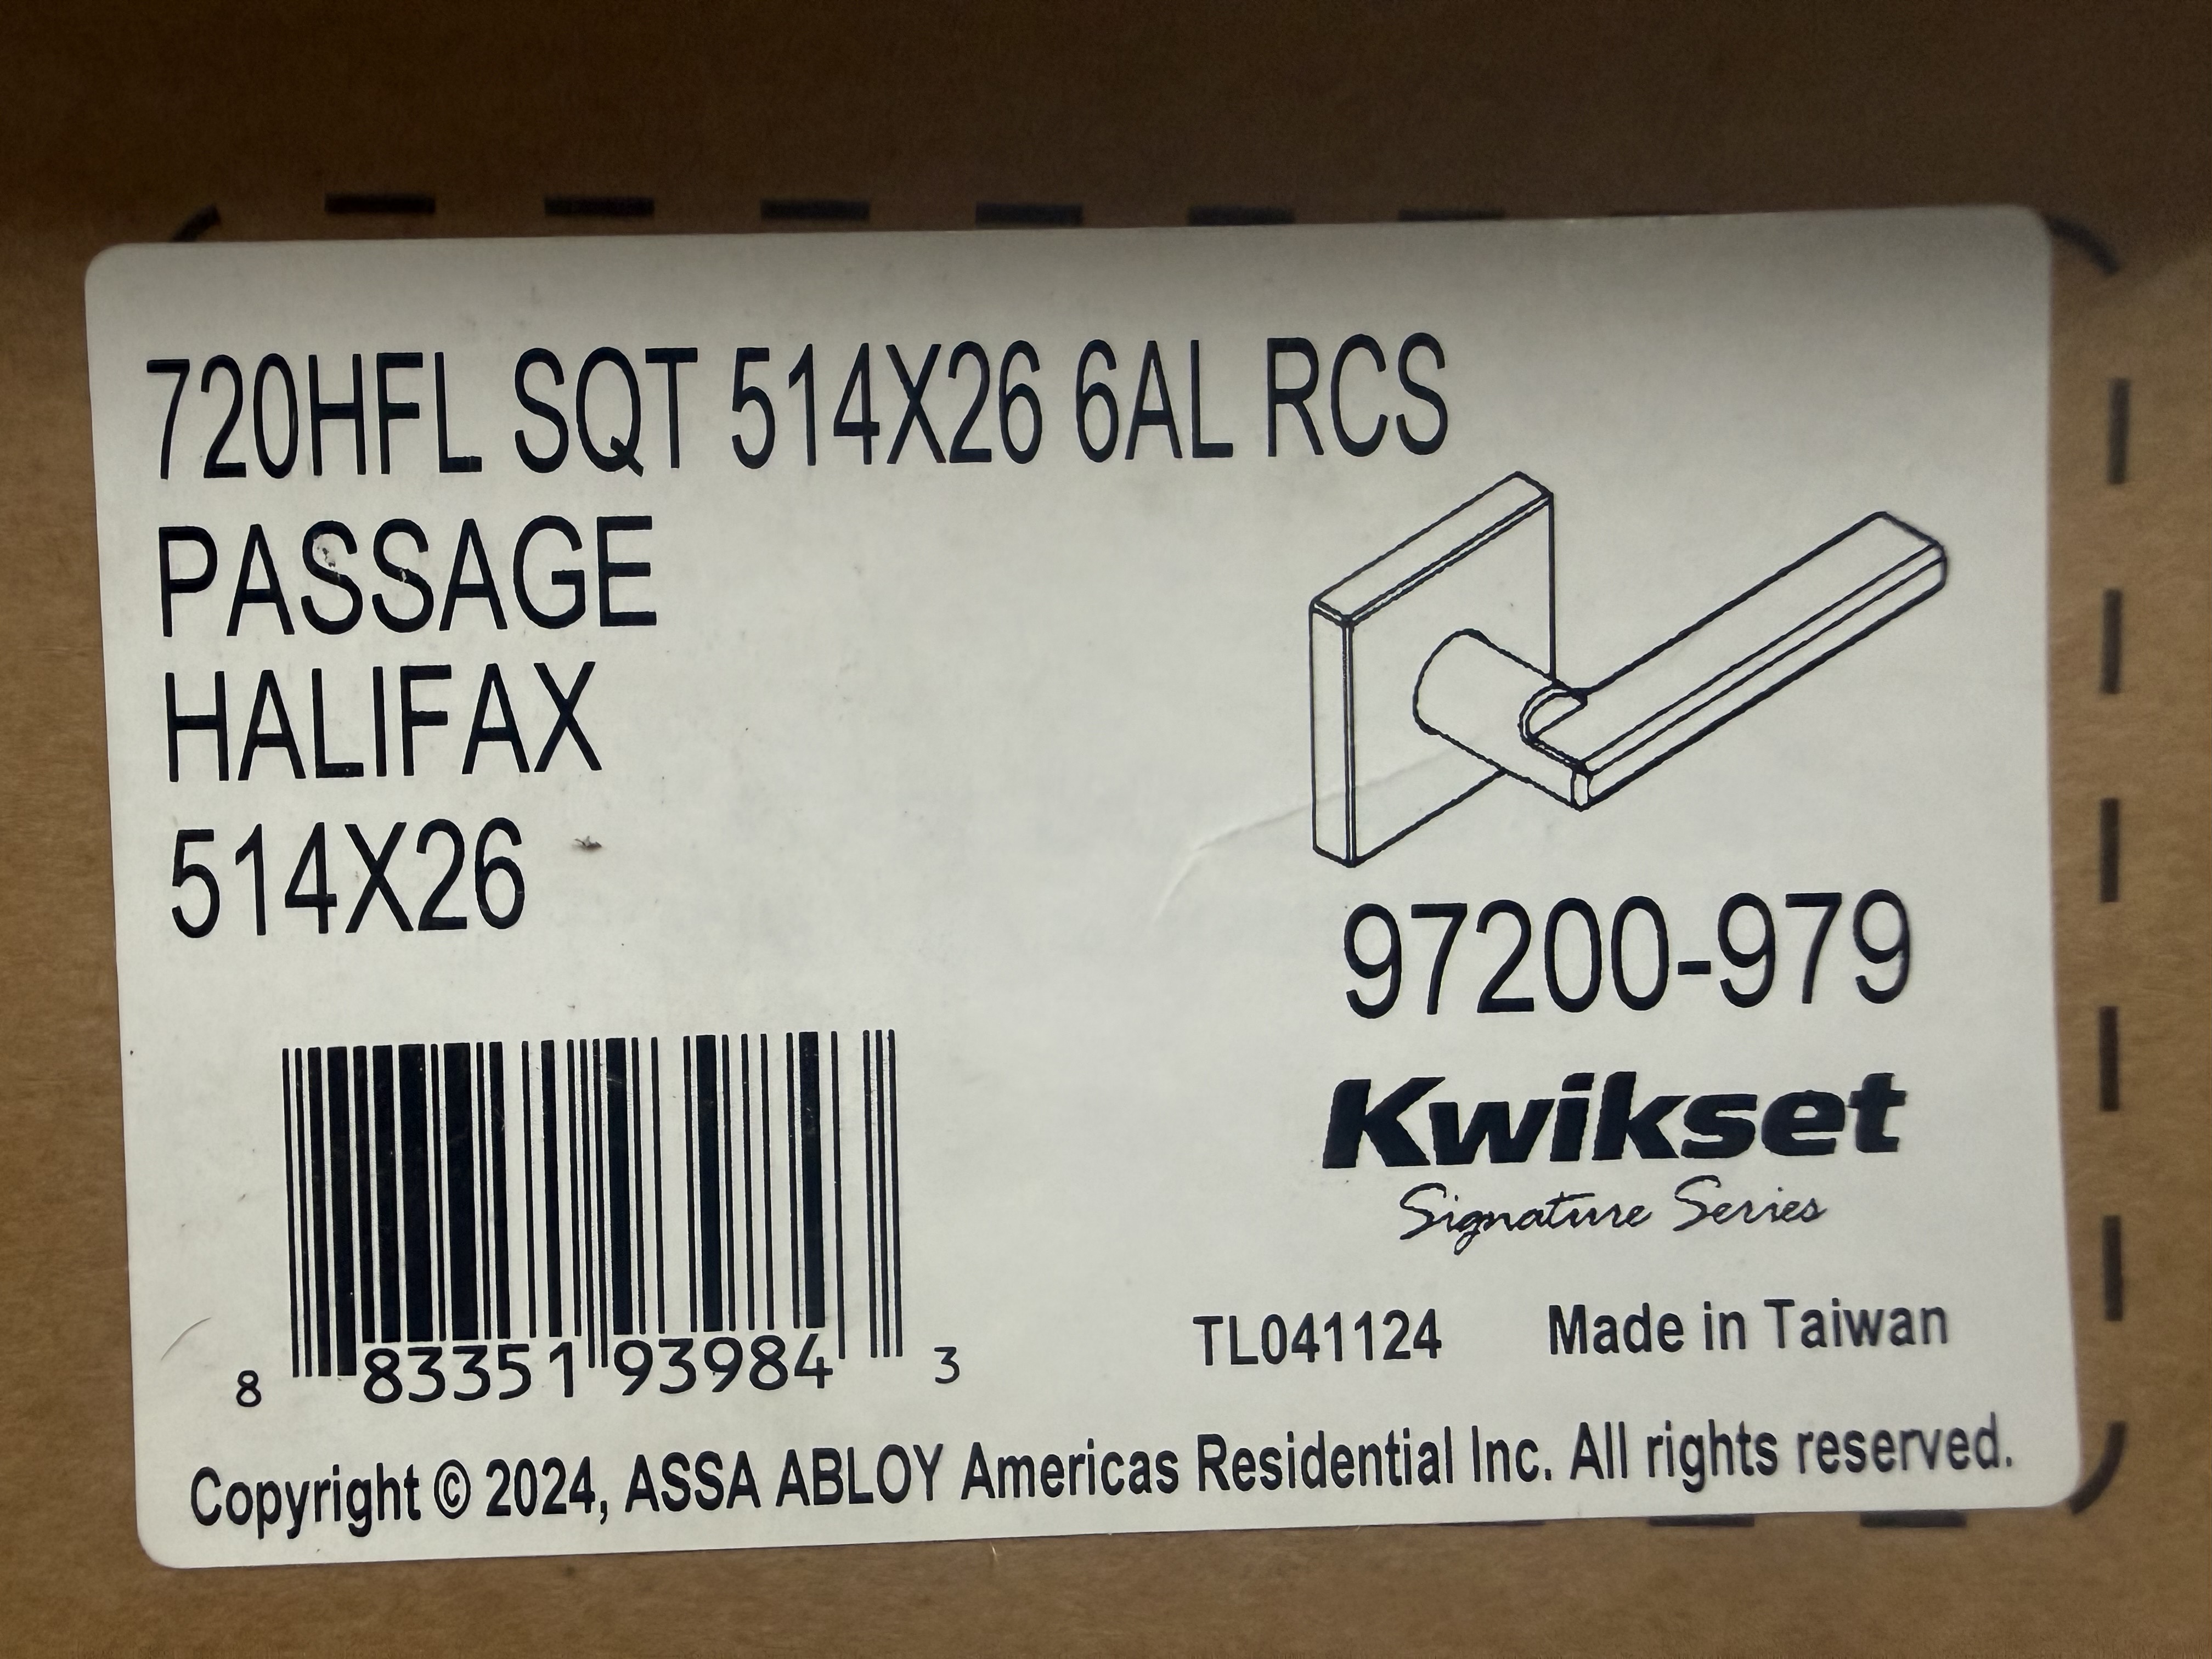 720HFL SQT 514X26 6AL RCS
PASSAGE
HALIFAX
514X26
97200-979
Kwikset
Signature Series
8 83351 93984 3
TL041124 Made in Taiwan
Copyright © 2024, ASSA ABLOY Americas Residential Inc. All rights reserved.